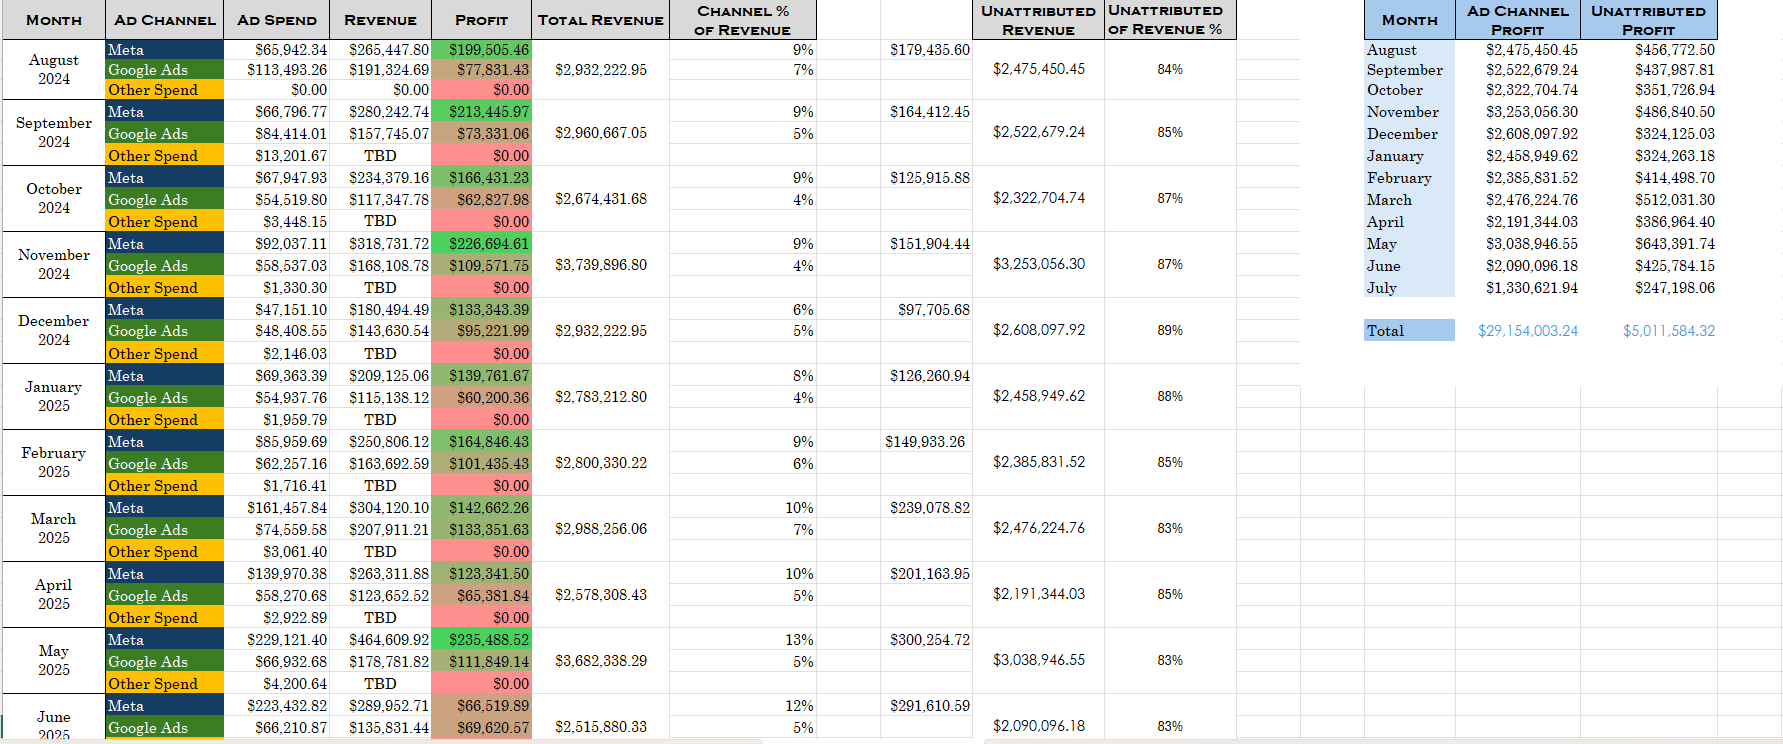 MONTH AD CHANNEL AD SPEND REVENUE PROFIT TOTAL REVENUE CHANNEL % OF REVENUE UNATTRIBUTED REVENUE UNATTRIBUTED OF REVENUE %
August 2024
Meta $65,942.34 $265,447.80 $199,505.46 9% $179,435.60
Google Ads $113,493.26 $191,324.69 $77,831.43 $2,932,222.95 7% $2,475,450.45 84%
Other Spend $0.00 $0.00 $0.00
September 2024
Meta $66,796.77 $280,242.74 $213,445.97 9% $164,412.45
Google Ads $84,414.01 $157,745.07 $73,331.06 $2,960,667.05 5% $2,522,679.24 85%
Other Spend $13,201.67 TBD $0.00
October 2024
Meta $67,947.93 $234,379.16 $166,431.23 9% $125,915.88
Google Ads $54,519.80 $117,347.78 $62,827.98 $2,674,431.68 4% $2,322,704.74 87%
Other Spend $3,448.15 TBD $0.00
November 2024
Meta $92,037.11 $318,731.72 $226,694.61 9% $151,904.44
Google Ads $58,537.03 $168,108.78 $109,571.75 $3,739,896.80 4% $3,253,056.30 87%
Other Spend $1,330.30 TBD $0.00
December 2024
Meta $47,151.10 $180,494.49 $133,343.39 6% $97,705.68
Google Ads $48,408.55 $143,630.54 $95,221.99 $2,932,222.95 5% $2,608,097.92 89%
Other Spend $2,146.03 TBD $0.00
January 2025
Meta $69,363.39 $209,125.06 $139,761.67 8% $126,260.94
Google Ads $54,937.76 $115,138.12 $60,200.36 $2,783,212.80 4% $2,458,949.62 88%
Other Spend $1,959.79 TBD $0.00
February 2025
Meta $85,959.69 $250,806.12 $164,846.43 9% $149,933.26
Google Ads $62,257.16 $163,692.59 $101,435.43 $2,800,330.22 6% $2,385,831.52 85%
Other Spend $1,716.41 TBD $0.00
March 2025
Meta $161,457.84 $304,120.10 $142,662.26 10% $239,078.82
Google Ads $74,559.58 $207,911.21 $133,351.63 $2,988,256.06 7% $2,476,224.76 83%
Other Spend $3,061.40 TBD $0.00
April 2025
Meta $139,970.38 $263,311.88 $123,341.50 10% $201,163.95
Google Ads $58,270.68 $123,652.52 $65,381.84 $2,578,308.43 5% $2,191,344.03 85%
Other Spend $2,922.89 TBD $0.00
May 2025
Meta $229,121.40 $464,609.92 $235,488.52 13% $300,254.72
Google Ads $66,932.68 $178,781.82 $111,849.14 $3,682,338.29 5% $3,038,946.55 83%
Other Spend $4,200.64 TBD $0.00
June 2025
Meta $223,432.82 $289,952.71 $66,519.89 12% $291,610.59
Google Ads $66,210.87 $135,831.44 $69,620.57 $2,515,880.33 5% $2,090,096.18 83%
MONTH AD CHANNEL PROFIT UNATTRIBUTED PROFIT
August $2,475,450.45 $456,772.50
September $2,522,679.24 $437,987.81
October $2,322,704.74 $351,726.94
November $3,253,056.30 $486,840.50
December $2,608,097.92 $324,125.03
January $2,458,949.62 $324,263.18
February $2,385,831.52 $414,498.70
March $2,476,224.76 $512,031.30
April $2,191,344.03 $386,964.40
May $3,038,946.55 $643,391.74
June $2,090,096.18 $425,784.15
July $1,330,621.94 $247,198.06
Total $29,154,003.24 $5,011,584.32